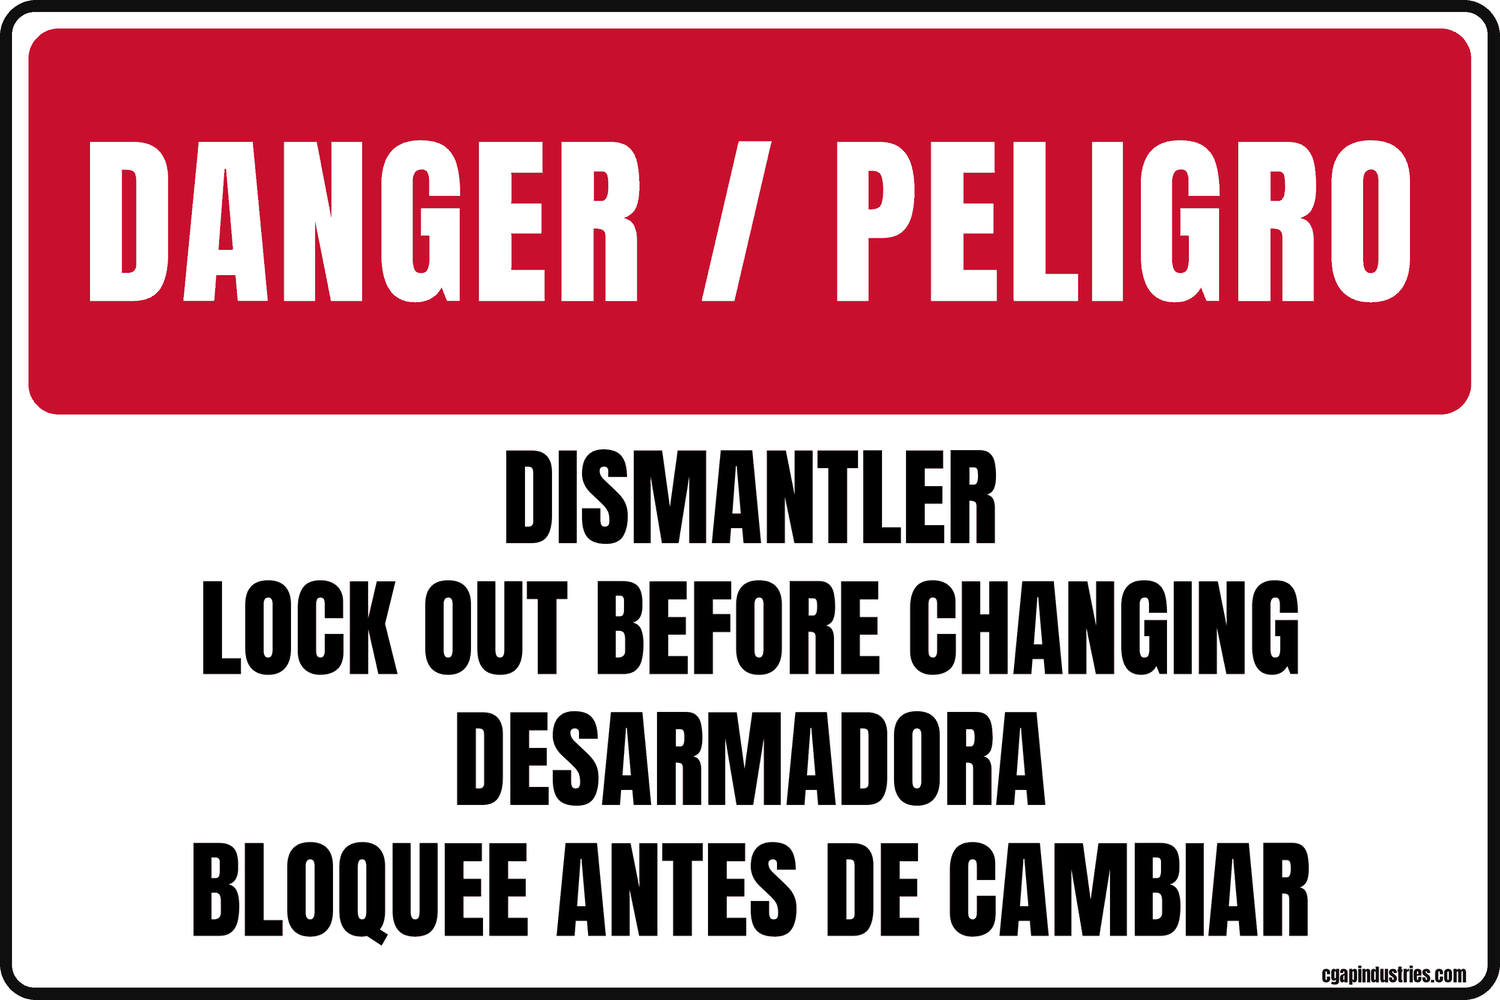 DANGER / PELIGRO
DISMANTLER
LOCK OUT BEFORE CHANGING
DESARMADORA
BLOQUEE ANTES DE CAMBIAR
cgapindustries.com